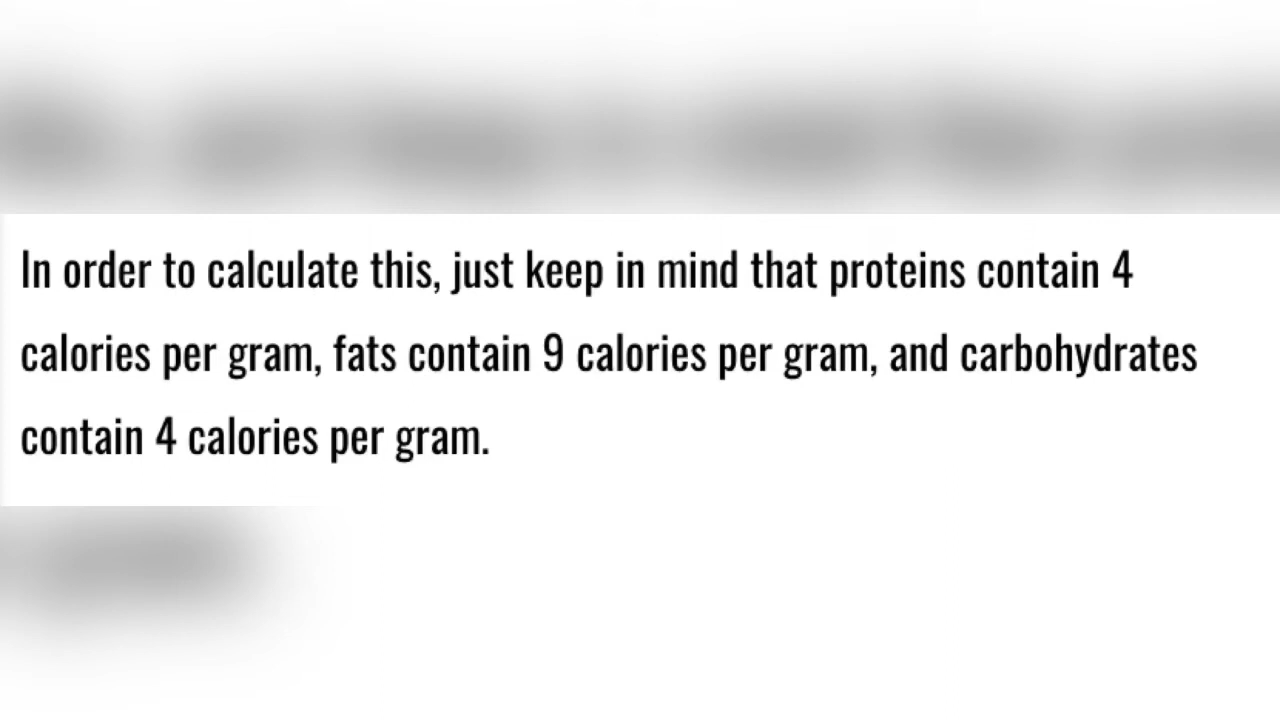 In order to calculate this, just keep in mind that proteins contain 4
calories per gram, fats contain 9 calories per gram, and carbohydrates
contain 4 calories per gram.